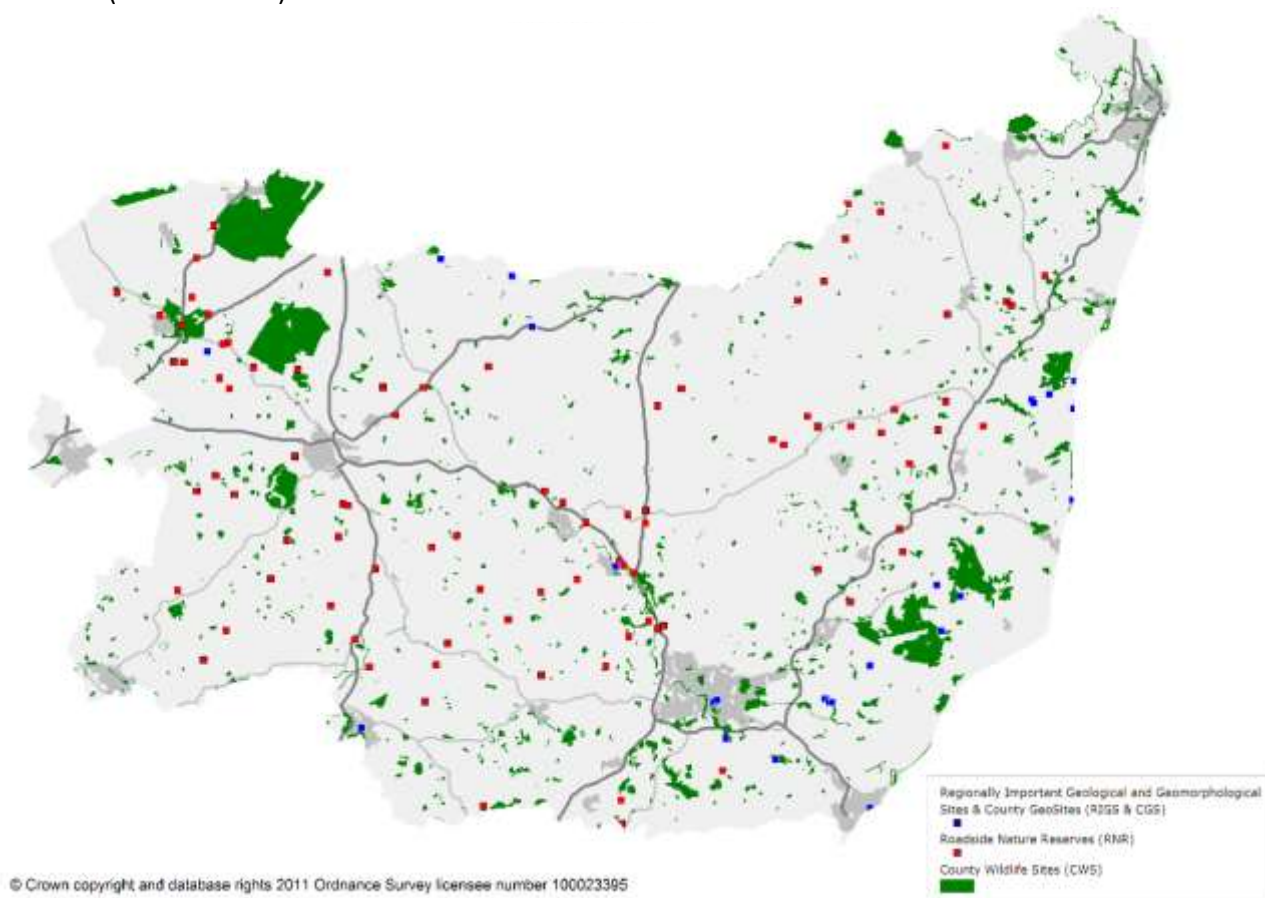 Regionally Important Geological and Geomorphological
Sites & County GeoSites (RIGS & CGS)
Roadside Nature Reserves (RNR)
County Wildlife Sites (CWS)
© Crown copyright and database rights 2011 Ordnance Survey licensee number 100023395